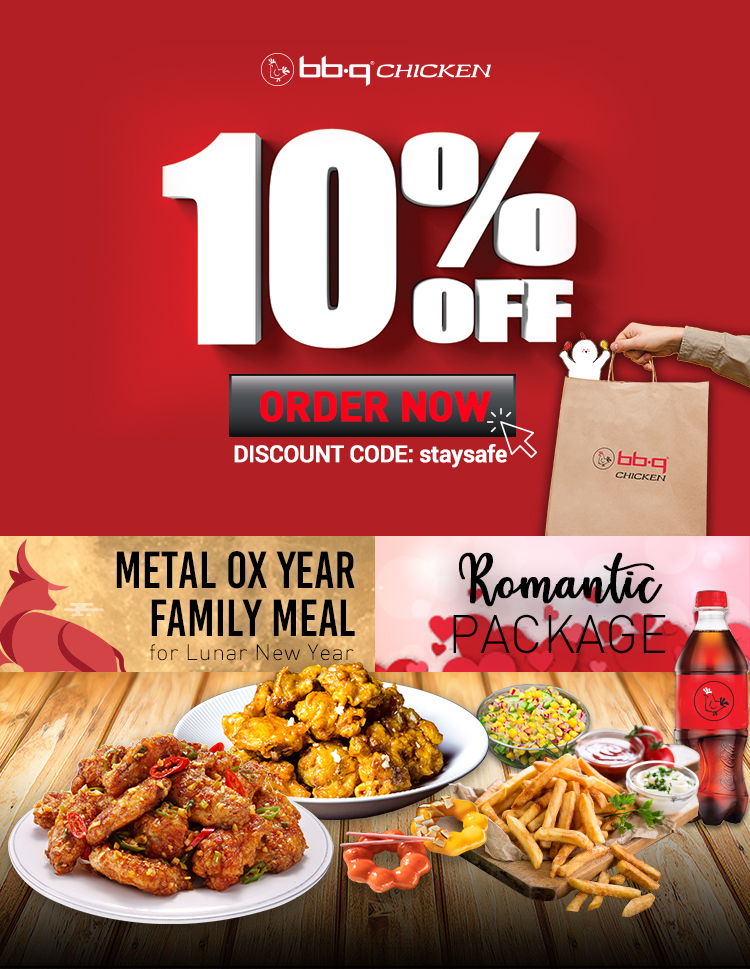 bb·q CHICKEN
10% OFF
ORDER NOW
DISCOUNT CODE: staysafe
bb·q
CHICKEN
METAL OX YEAR
FAMILY MEAL
for Lunar New Year
Romantic
PACKAGE